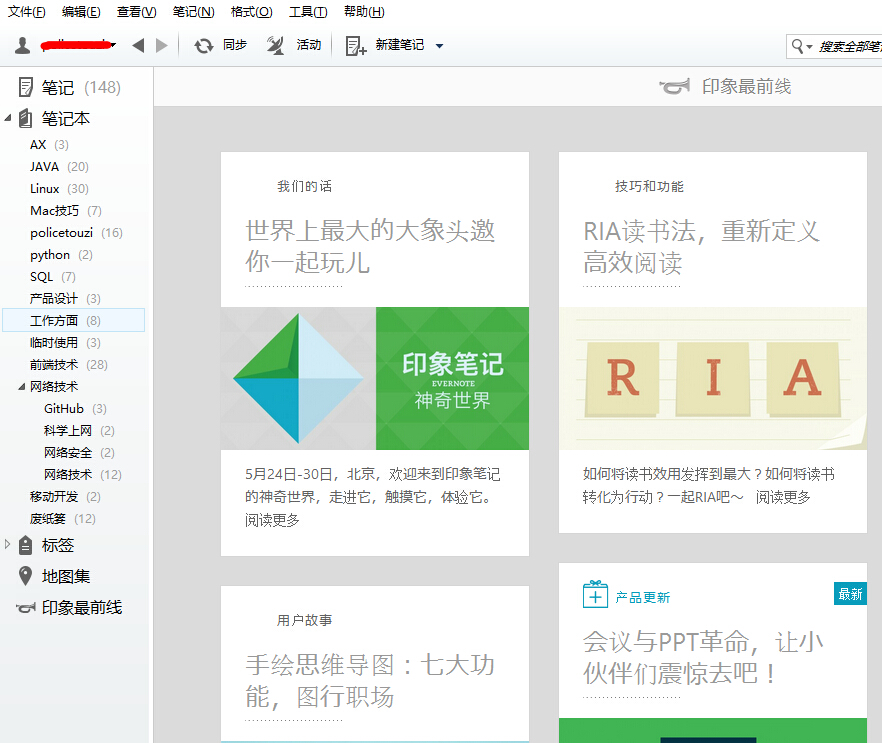 文件(F) 编辑(E) 查看(V) 笔记(N) 格式(O) 工具(T) 帮助(H)
同步 活动 新建笔记 搜索全部笔
笔记 (148)
笔记本
AX (3)
JAVA (20)
Linux (30)
Mac技巧 (7)
policetouzi (16)
python (2)
SQL (7)
产品设计 (3)
工作方面 (8)
临时使用 (3)
前端技术 (28)
网络技术
GitHub (3)
科学上网 (2)
网络安全 (2)
网络技术 (12)
移动开发 (2)
废纸篓 (12)
标签
地图集
印象最前线
印象最前线
我们的话
世界上最大的大象头邀
你一起玩儿
印象笔记
EVERNOTE
神奇世界
5月24日-30日，北京，欢迎来到印象笔记
的神奇世界，走进它，触摸它，体验它。
阅读更多
技巧和功能
RIA读书法，重新定义
高效阅读
R I A
如何将读书效用发挥到最大？如何将读书
转化为行动？一起RIA吧～ 阅读更多
用户故事
手绘思维导图：七大功
能，图行职场
产品更新
最新
会议与PPT革命，让小
伙伴们震惊去吧！